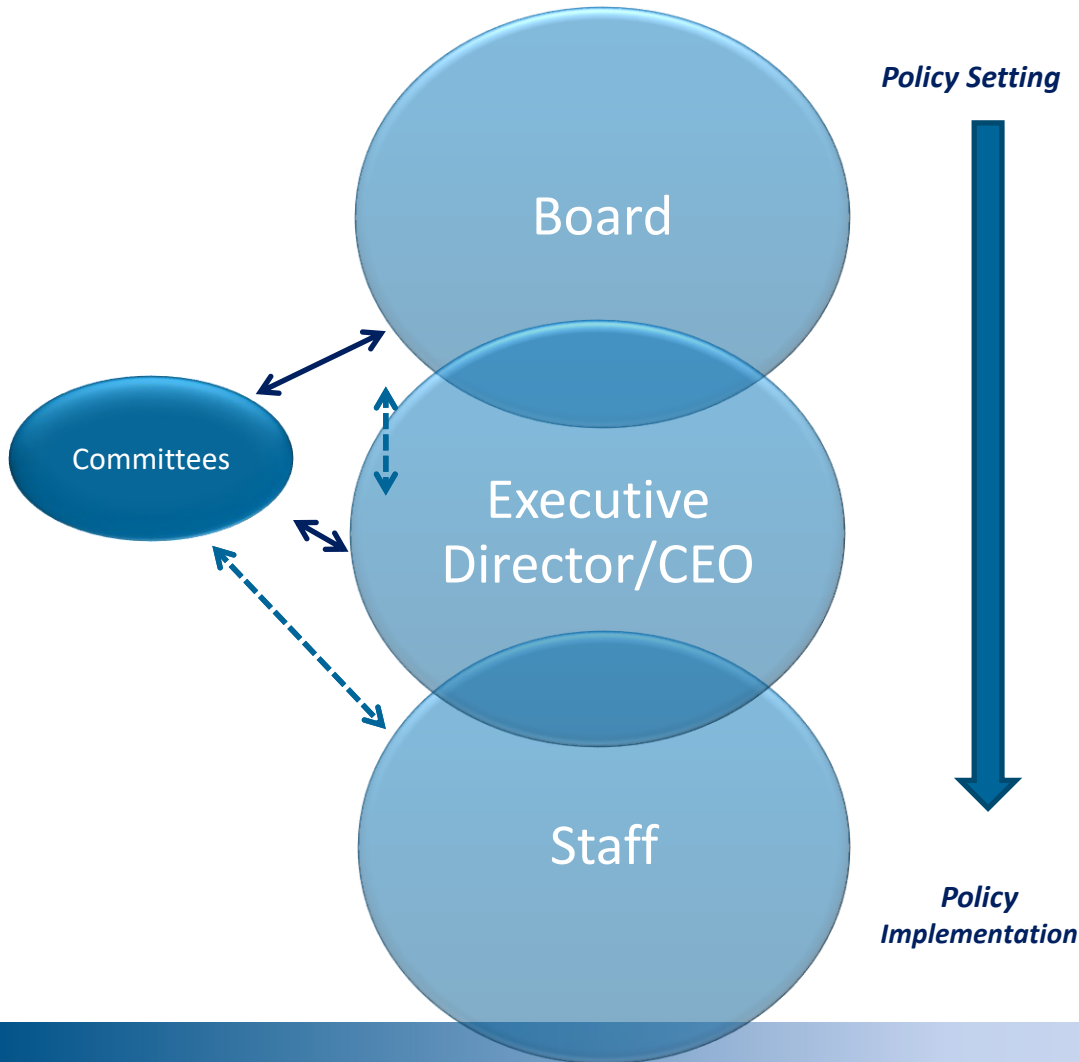 Policy Setting
Board
Committees
Executive
Director/CEO
Staff
Policy
Implementation